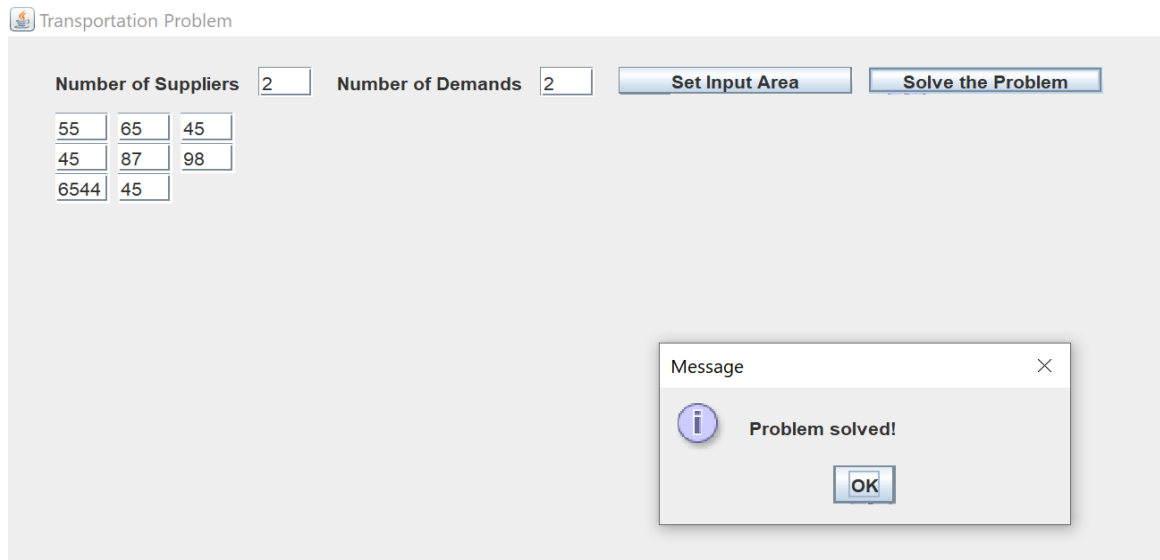 Transportation Problem
Number of Suppliers 2 Number of Demands 2 Set Input Area Solve the Problem
55 65 45
45 87 98
6544 45
Message
Problem solved!
OK